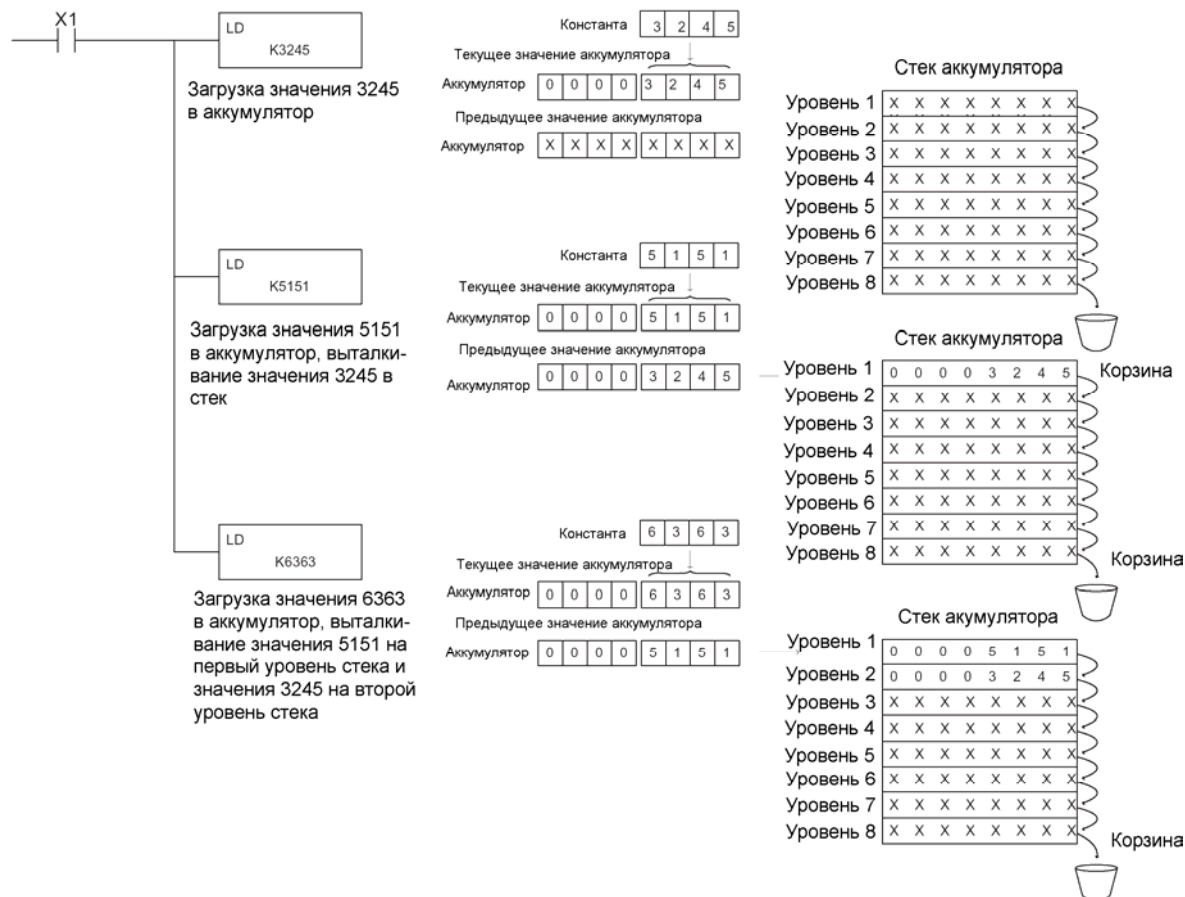 X1
LD
K3245
Загрузка значения 3245
в аккумулятор
Константа 3 2 4 5
Текущее значение аккумулятора
Аккумулятор 0 0 0 0 3 2 4 5
Предыдущее значение аккумулятора
Аккумулятор X X X X X X X X
Стек аккумулятора
Уровень 1 X X X X X X X X
Уровень 2 X X X X X X X X
Уровень 3 X X X X X X X X
Уровень 4 X X X X X X X X
Уровень 5 X X X X X X X X
Уровень 6 X X X X X X X X
Уровень 7 X X X X X X X X
Уровень 8 X X X X X X X X
Корзина
LD
K5151
Загрузка значения 5151
в аккумулятор, выталки-
вание значения 3245 в
стек
Константа 5 1 5 1
Текущее значение аккумулятора
Аккумулятор 0 0 0 0 5 1 5 1
Предыдущее значение аккумулятора
Аккумулятор 0 0 0 0 3 2 4 5
Стек аккумулятора
Уровень 1 0 0 0 0 3 2 4 5
Уровень 2 X X X X X X X X
Уровень 3 X X X X X X X X
Уровень 4 X X X X X X X X
Уровень 5 X X X X X X X X
Уровень 6 X X X X X X X X
Уровень 7 X X X X X X X X
Уровень 8 X X X X X X X X
Корзина
LD
K6363
Загрузка значения 6363
в аккумулятор, выталки-
вание значения 5151 на
первый уровень стека и
значения 3245 на второй
уровень стека
Константа 6 3 6 3
Текущее значение аккумулятора
Аккумулятор 0 0 0 0 6 3 6 3
Предыдущее значение аккумулятора
Аккумулятор 0 0 0 0 5 1 5 1
Стек акумулятора
Уровень 1 0 0 0 0 5 1 5 1
Уровень 2 0 0 0 0 3 2 4 5
Уровень 3 X X X X X X X X
Уровень 4 X X X X X X X X
Уровень 5 X X X X X X X X
Уровень 6 X X X X X X X X
Уровень 7 X X X X X X X X
Уровень 8 X X X X X X X X
Корзина